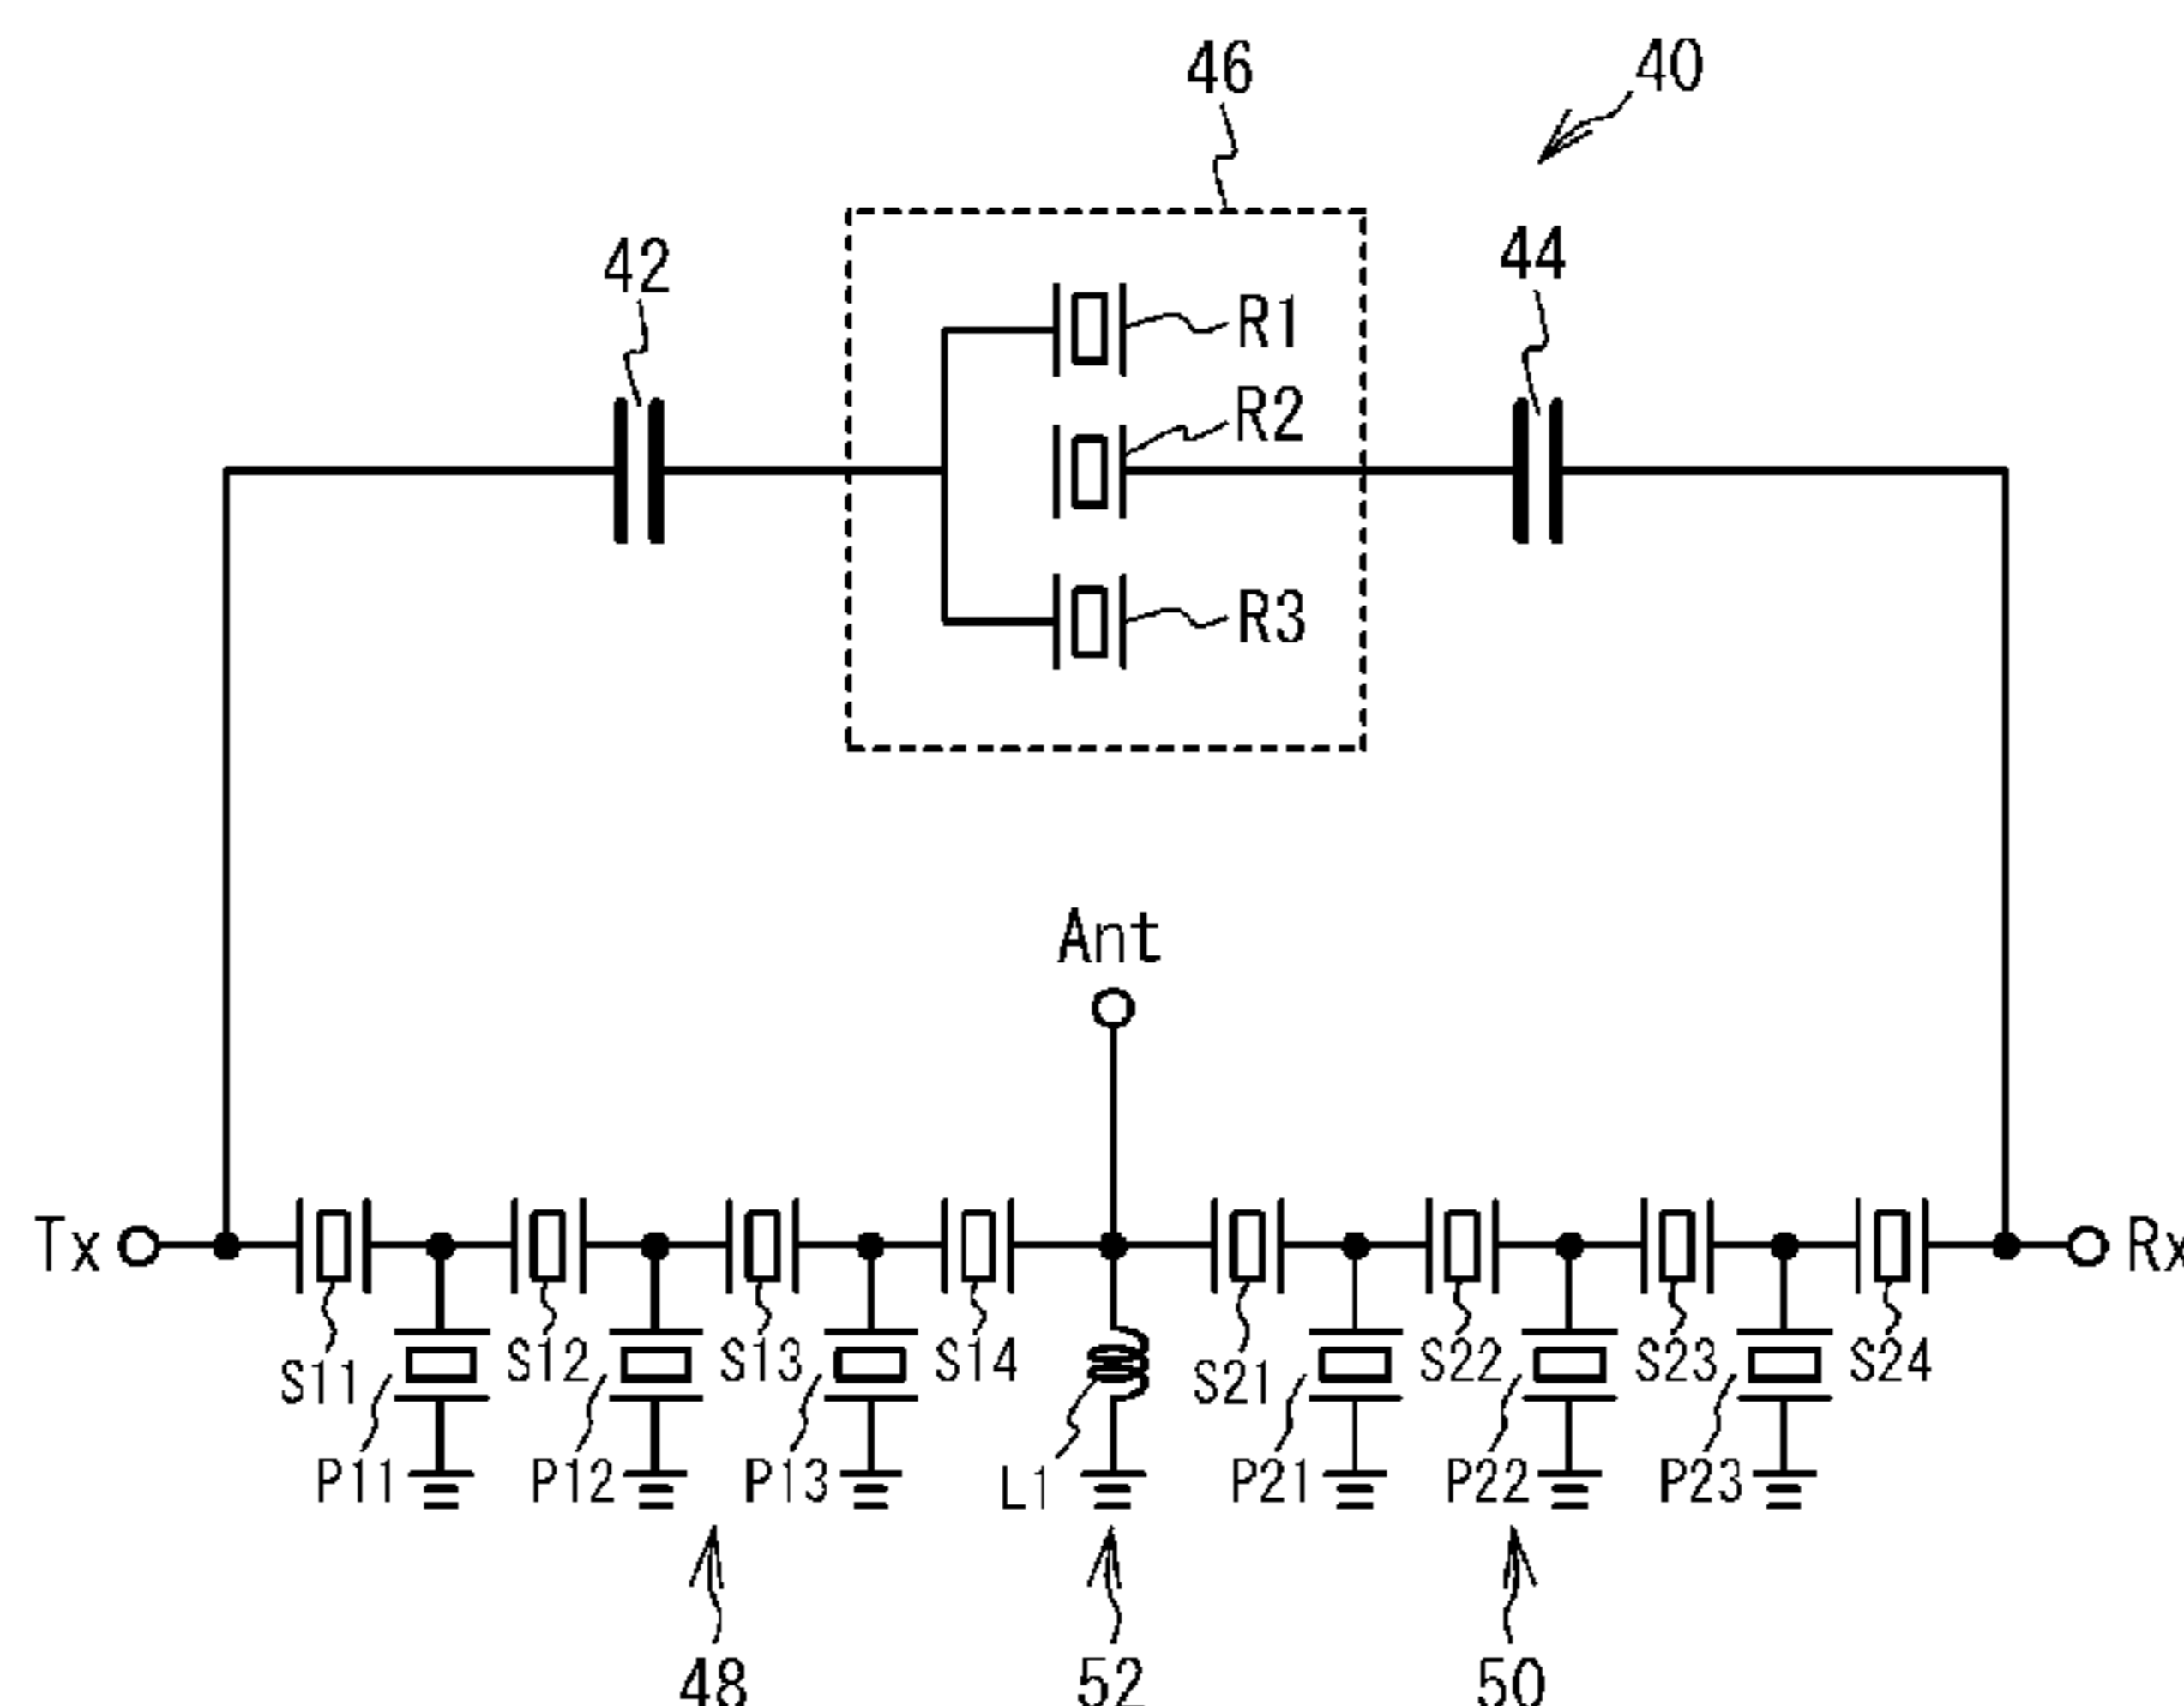 46
40
42
44
R1
R2
R3
Ant
Tx
Rx
S11
S12
S13
S14
S21
S22
S23
S24
P11
P12
P13
L1
P21
P22
P23
48
52
50